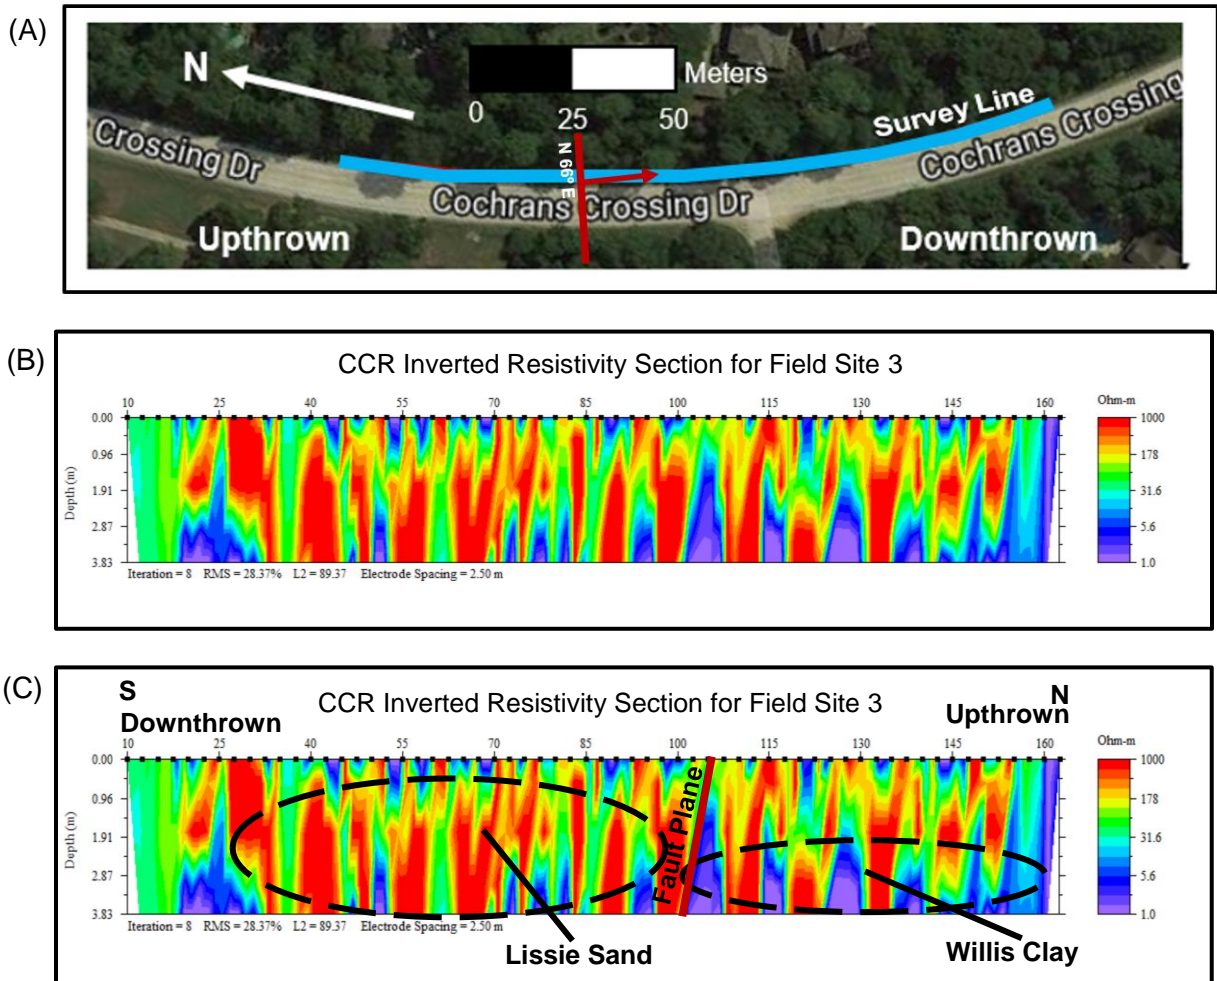 (A)
N
Meters
0 25 50
Survey Line
N 66° E
Crossing Dr
Cochrans Crossing Dr
Cochrans Crossing
Upthrown
Downthrown
(B)
CCR Inverted Resistivity Section for Field Site 3
10 25 40 55 70 85 100 115 130 145 160
Ohm-m
Depth (m)
0.00
0.96
1.91
2.87
3.83
1000
178
31.6
5.6
1.0
Iteration = 8 RMS = 28.37% L2 = 89.37 Electrode Spacing = 2.50 m
(C)
S
Downthrown
CCR Inverted Resistivity Section for Field Site 3
N
Upthrown
10 25 40 55 70 85 100 115 130 145 160
Ohm-m
Depth (m)
0.00
0.96
1.91
2.87
3.83
Fault Plane
1000
178
31.6
5.6
1.0
Iteration = 8 RMS = 28.37% L2 = 89.37 Electrode Spacing = 2.50 m
Lissie Sand
Willis Clay